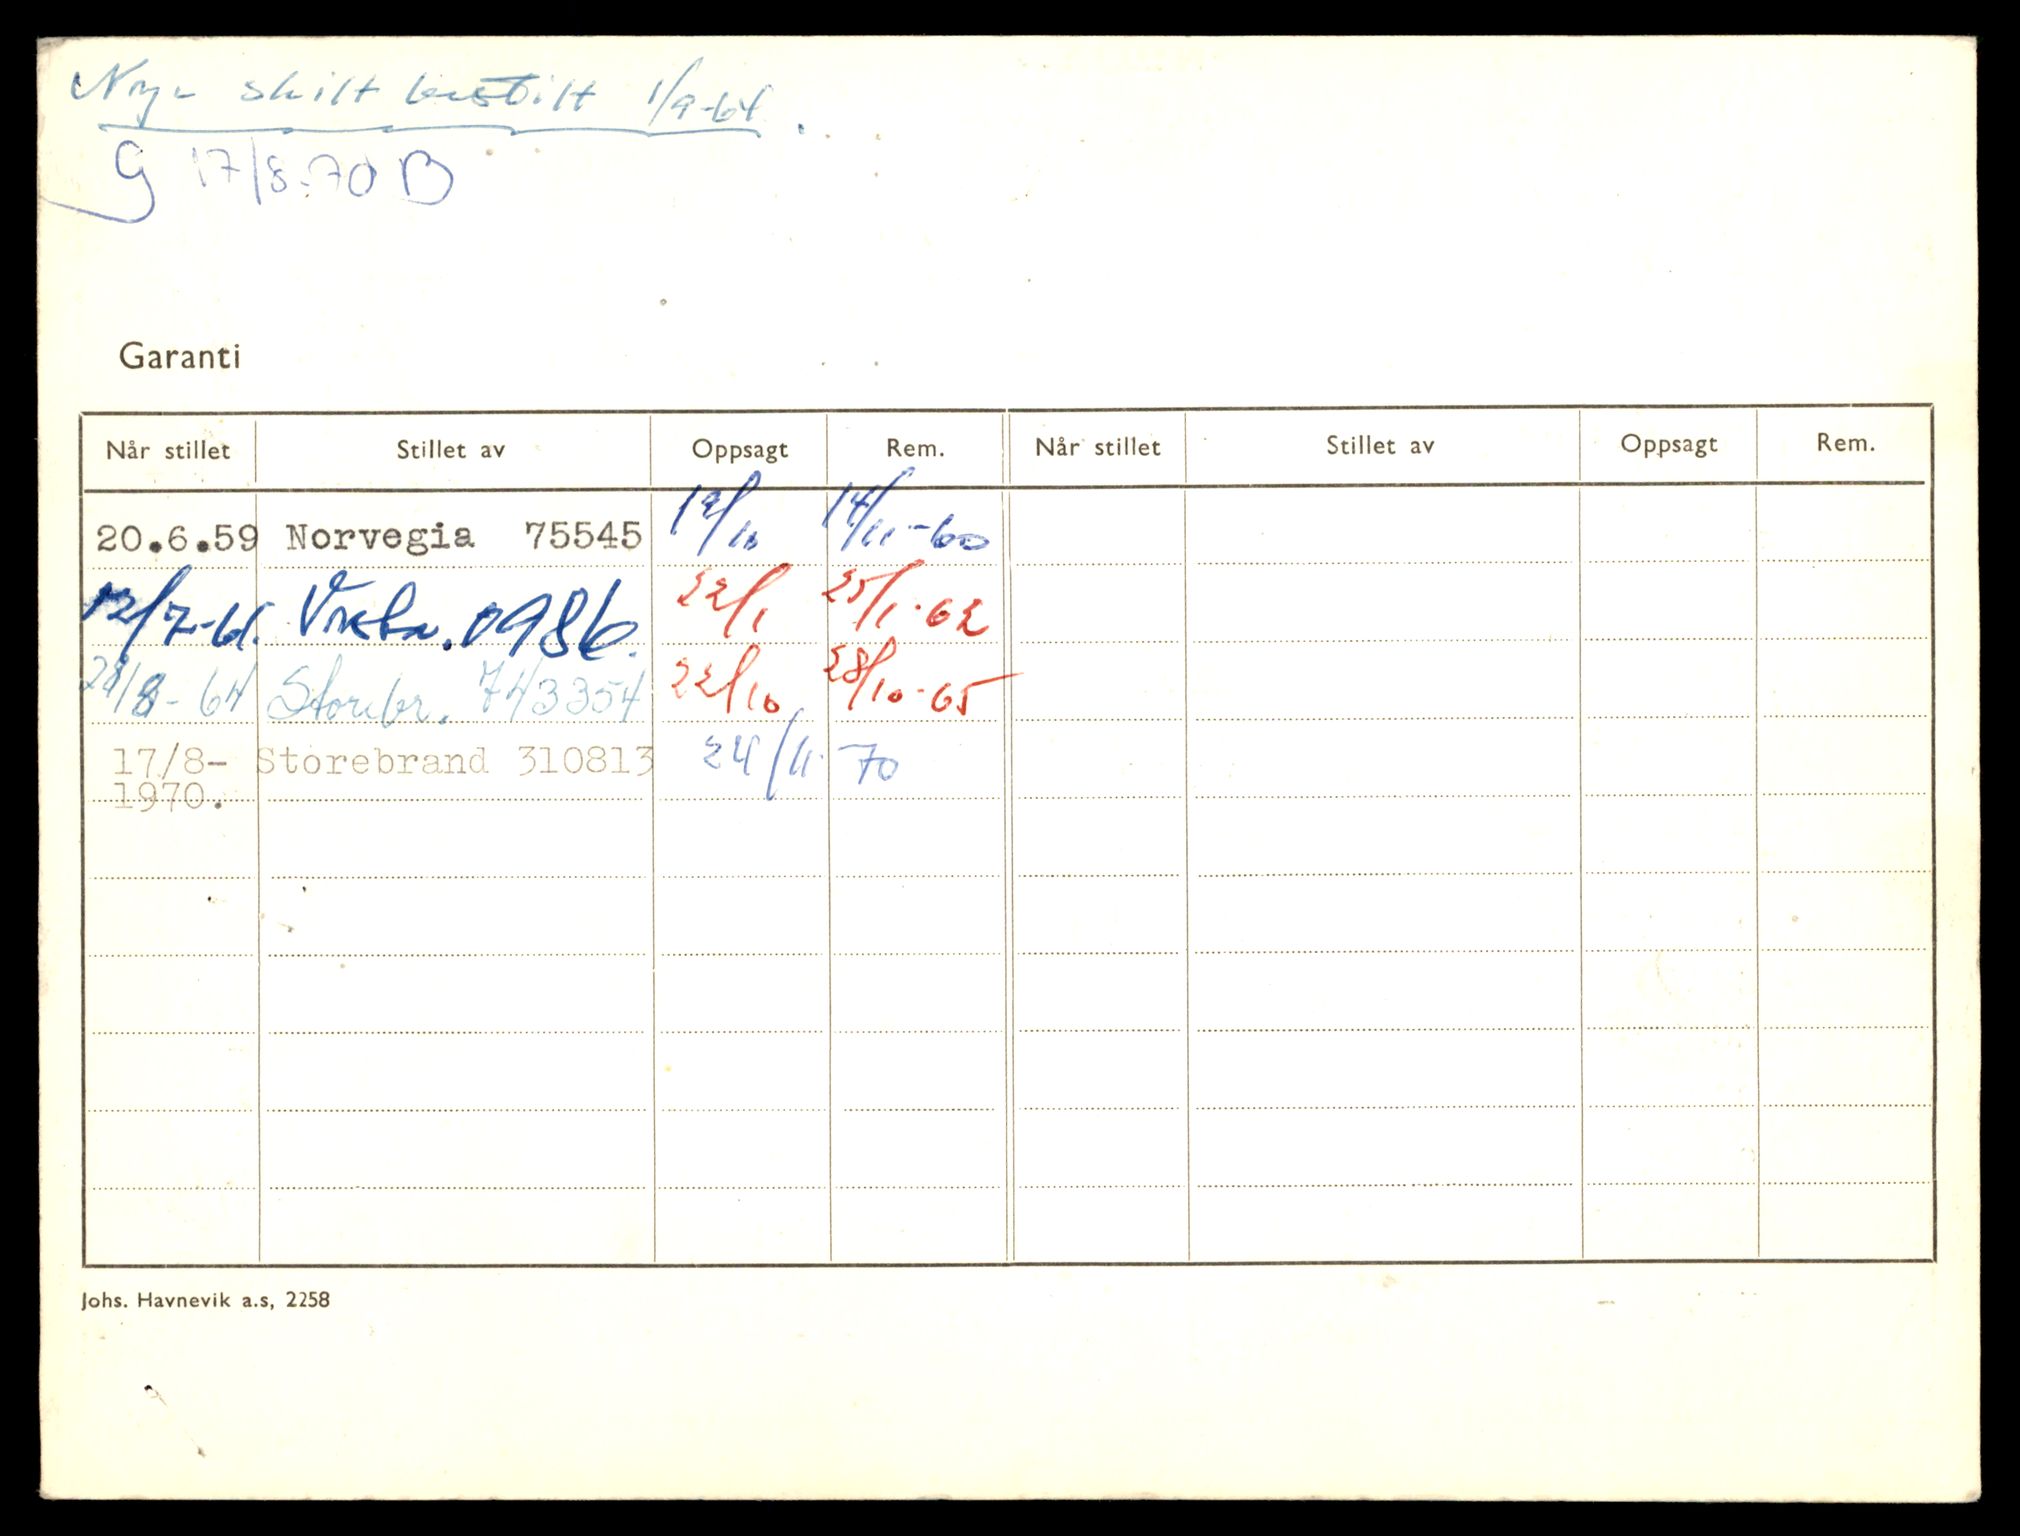 Nye skilt bestilt 1/9-64
G 17/8-70 B
Garanti
Når stillet Stillet av Oppsagt Rem. Når stillet Stillet av Oppsagt Rem.
20.6.59 Norvegia 75545 19/10 14/11-60
12/7-61. 0986. 22/1 25/1-62
28/8-64 Storebr. 743354 22/10 28/10-65
17/8- Storebrand 310813 24/11-70
1970.
Johs. Havnevik a.s, 2258